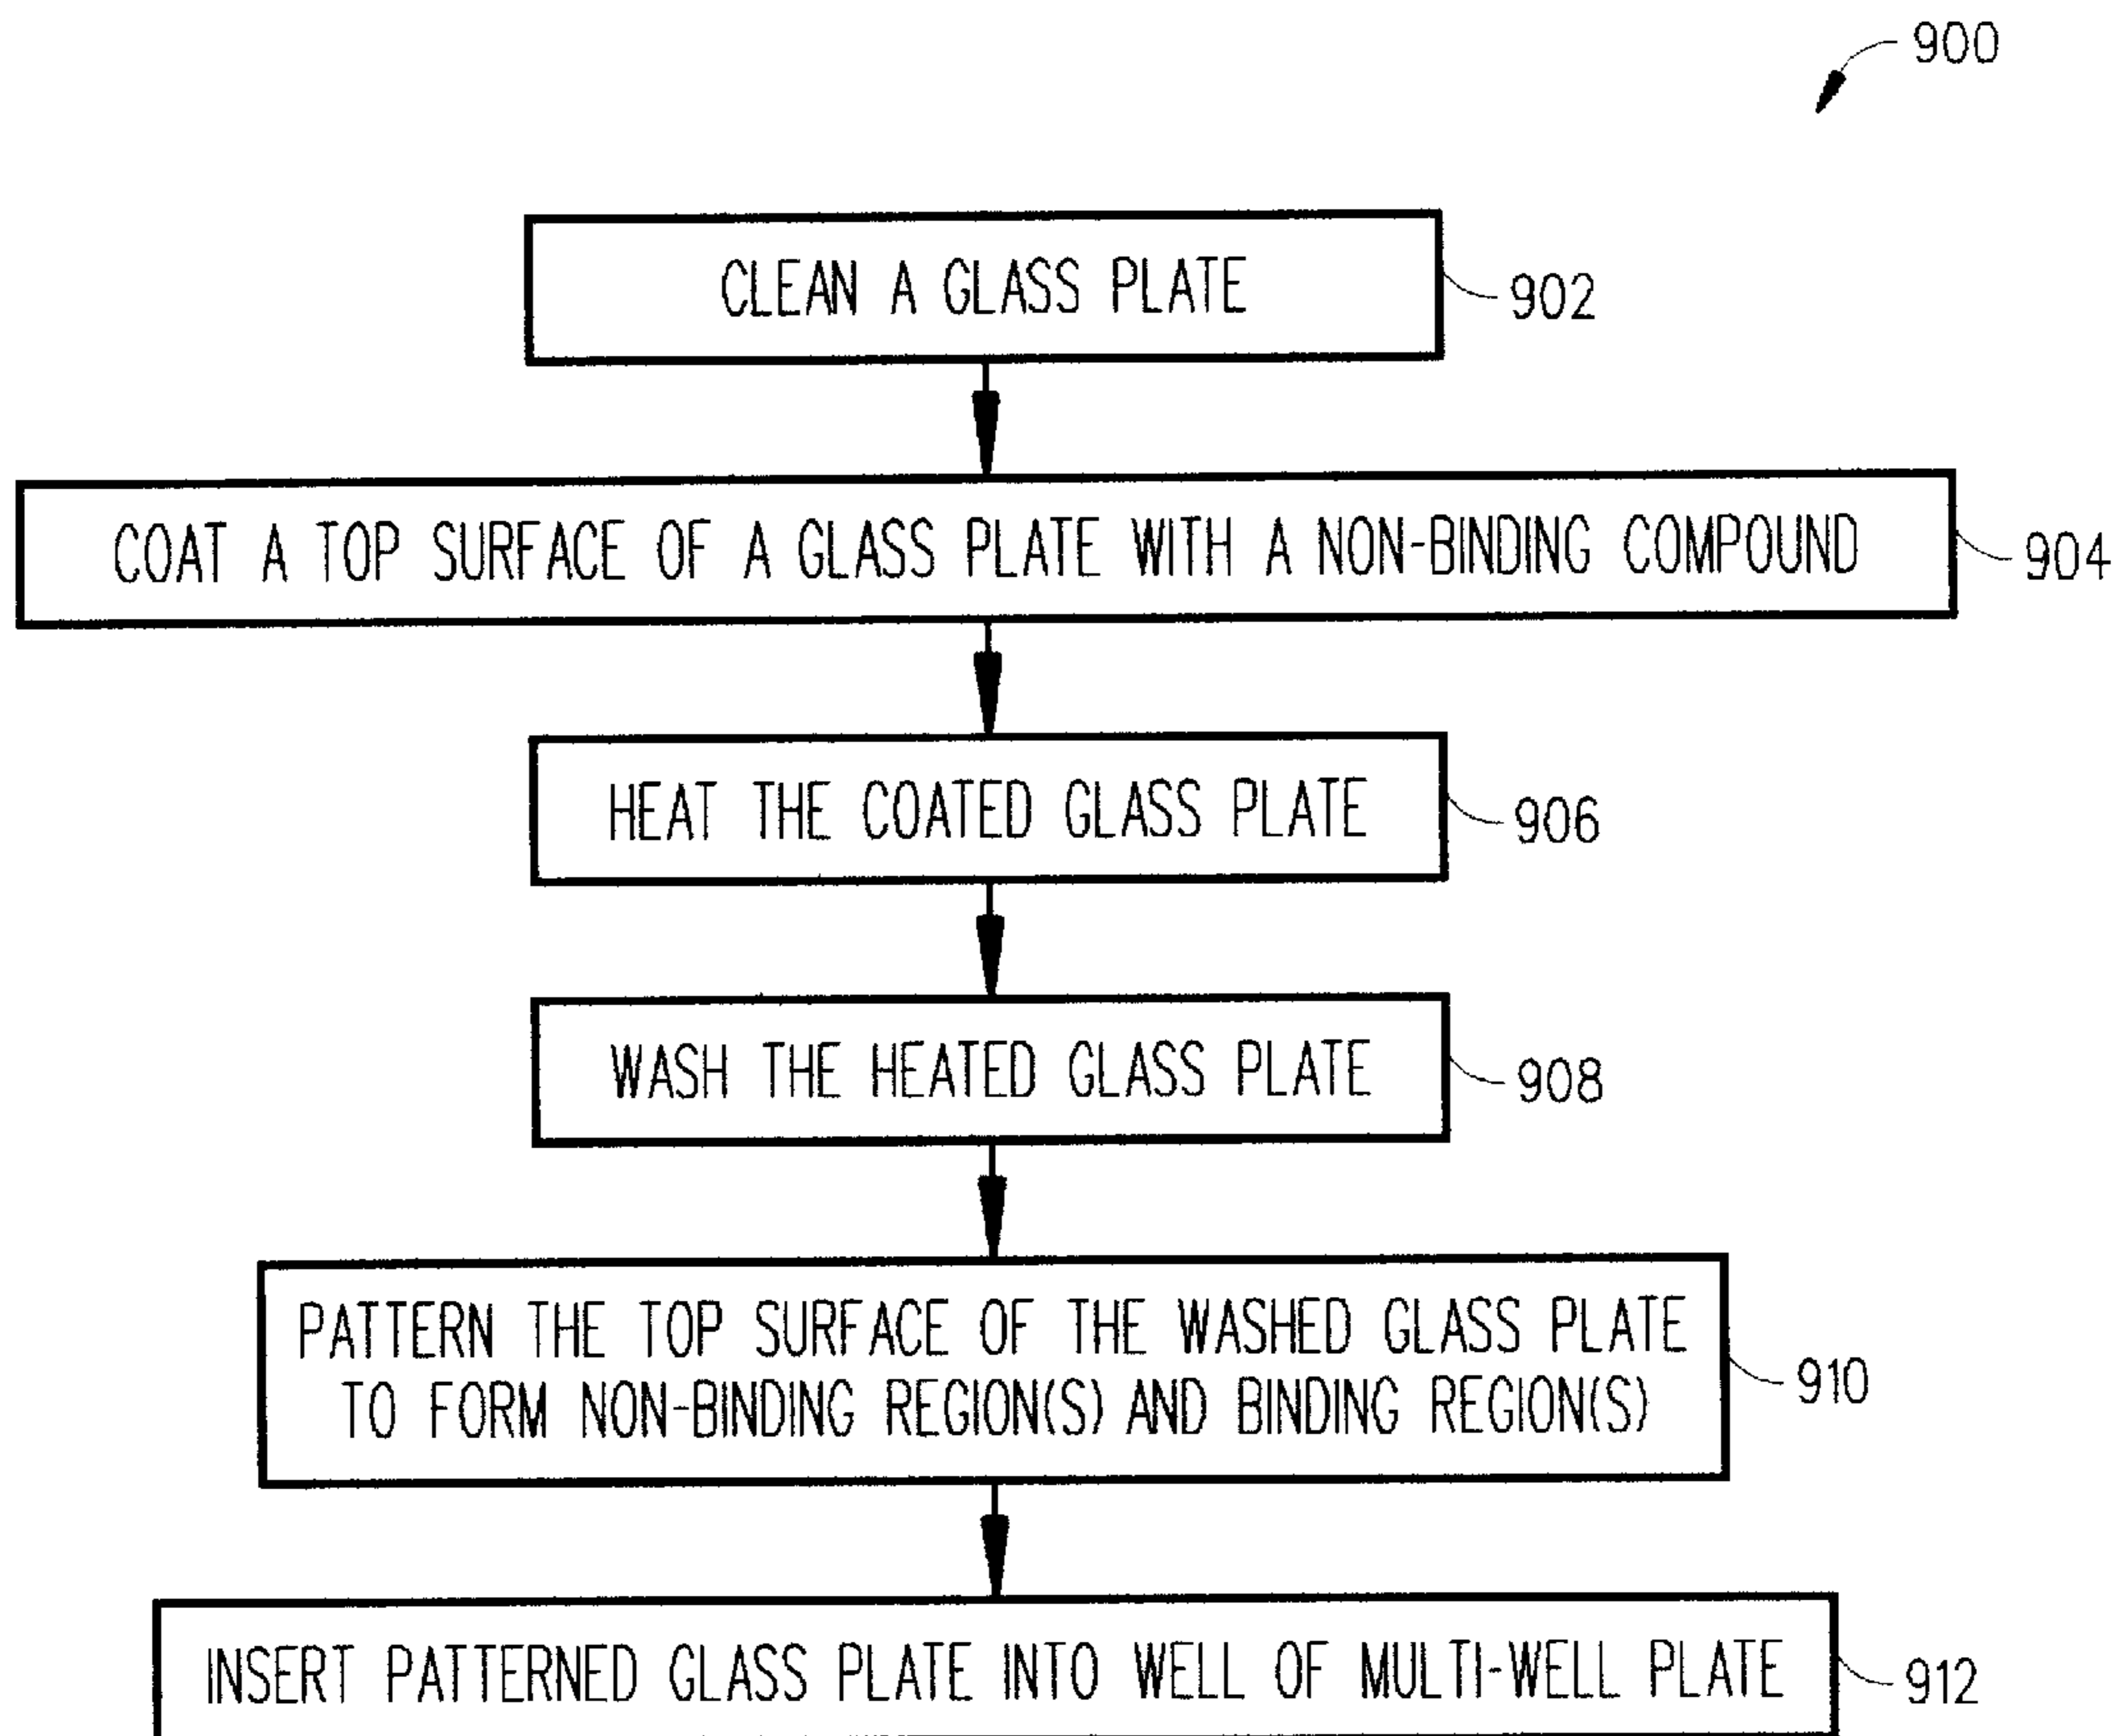 900
CLEAN A GLASS PLATE
902
COAT A TOP SURFACE OF A GLASS PLATE WITH A NON-BINDING COMPOUND
904
HEAT THE COATED GLASS PLATE
906
WASH THE HEATED GLASS PLATE
908
PATTERN THE TOP SURFACE OF THE WASHED GLASS PLATE
TO FORM NON-BINDING REGION(S) AND BINDING REGION(S)
910
INSERT PATTERNED GLASS PLATE INTO WELL OF MULTI-WELL PLATE
912